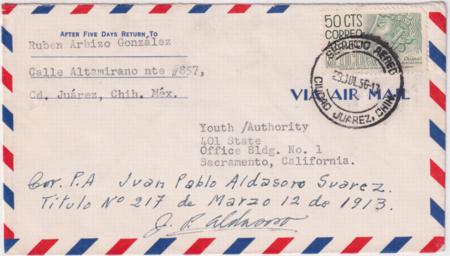 AFTER FIVE DAYS RETURN TO
Ruben Arbizo González
Calle Altamirano nte #857,
Cd. Juárez, Chih. Méx.
50 CTS
CORREO
SERVICIO AEREO
CIUDAD JUAREZ, CHIH.
VIA AIR MAIL
Youth /Authority
401 State
Office Bldg. No. 1
Sacramento, California.
Cor. P.A Juan Pablo Aldasoro Suarez.
Titulo Nº 217 de Marzo 12 de 1913.
J. P. Aldasoro